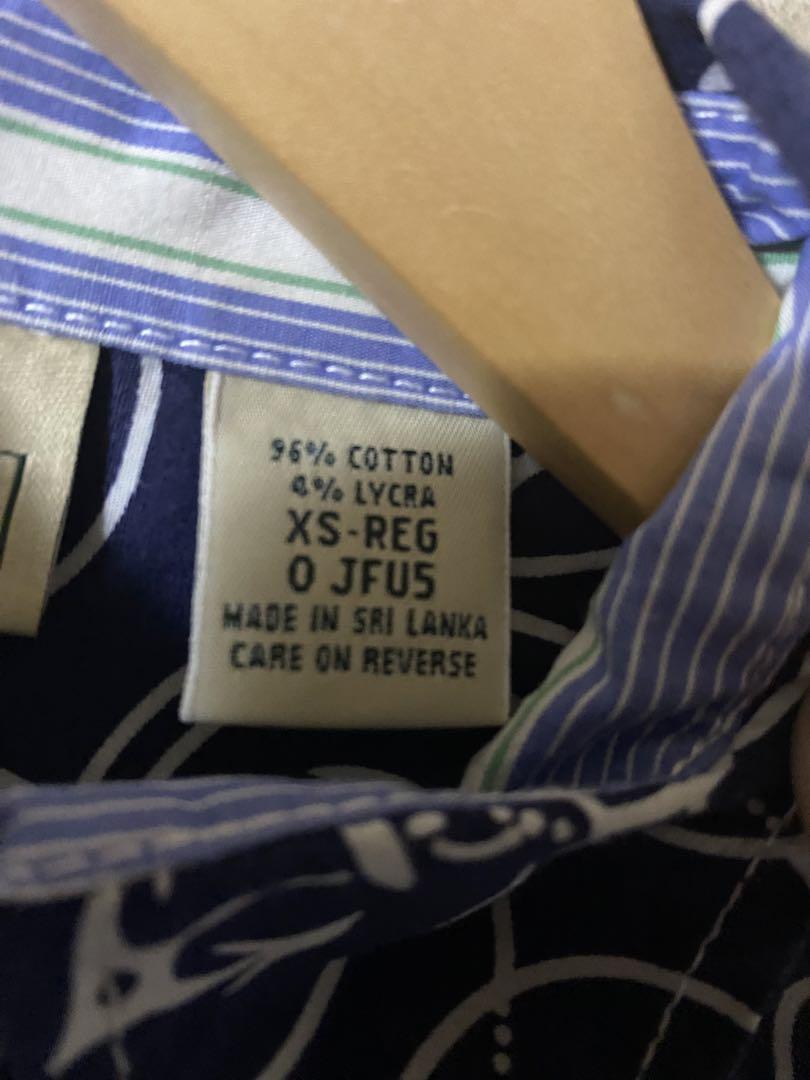 96% COTTON
4% LYCRA
XS-REG
0 JFU5
MADE IN SRI LANKA
CARE ON REVERSE